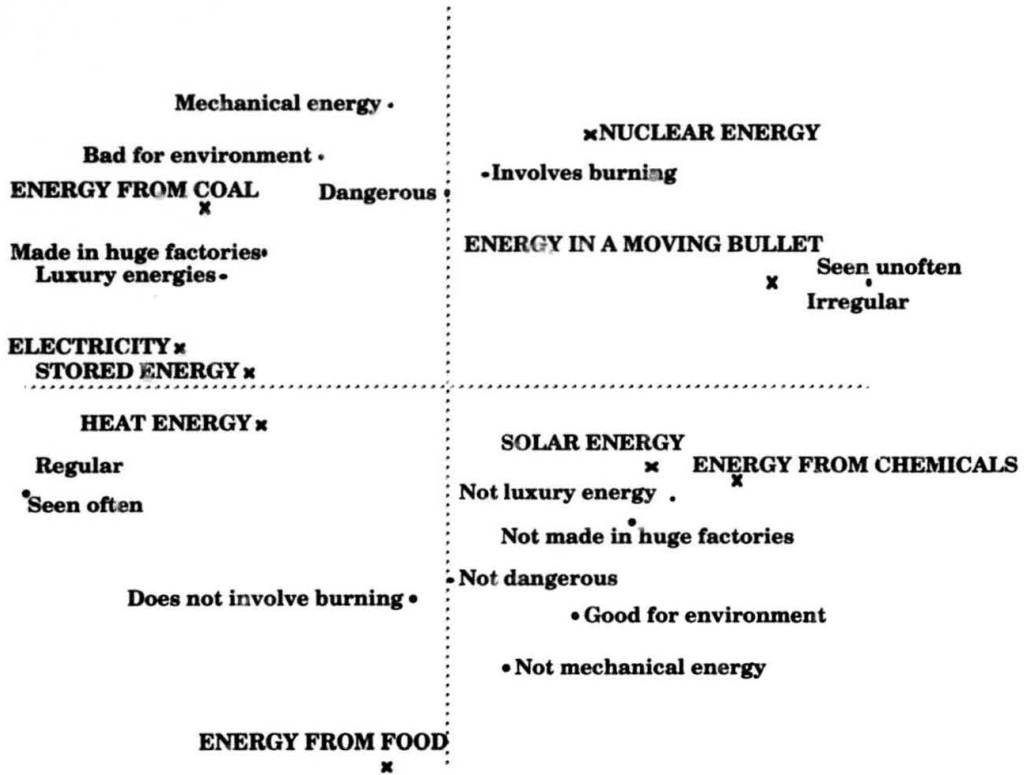 Mechanical energy
NUCLEAR ENERGY
Bad for environment
Involves burning
ENERGY FROM COAL
Dangerous
ENERGY IN A MOVING BULLET
Made in huge factories
Seen unoften
Luxury energies
Irregular
ELECTRICITY
STORED ENERGY
HEAT ENERGY
SOLAR ENERGY
Regular
ENERGY FROM CHEMICALS
Not luxury energy
Seen often
Not made in huge factories
Not dangerous
Does not involve burning
Good for environment
Not mechanical energy
ENERGY FROM FOOD